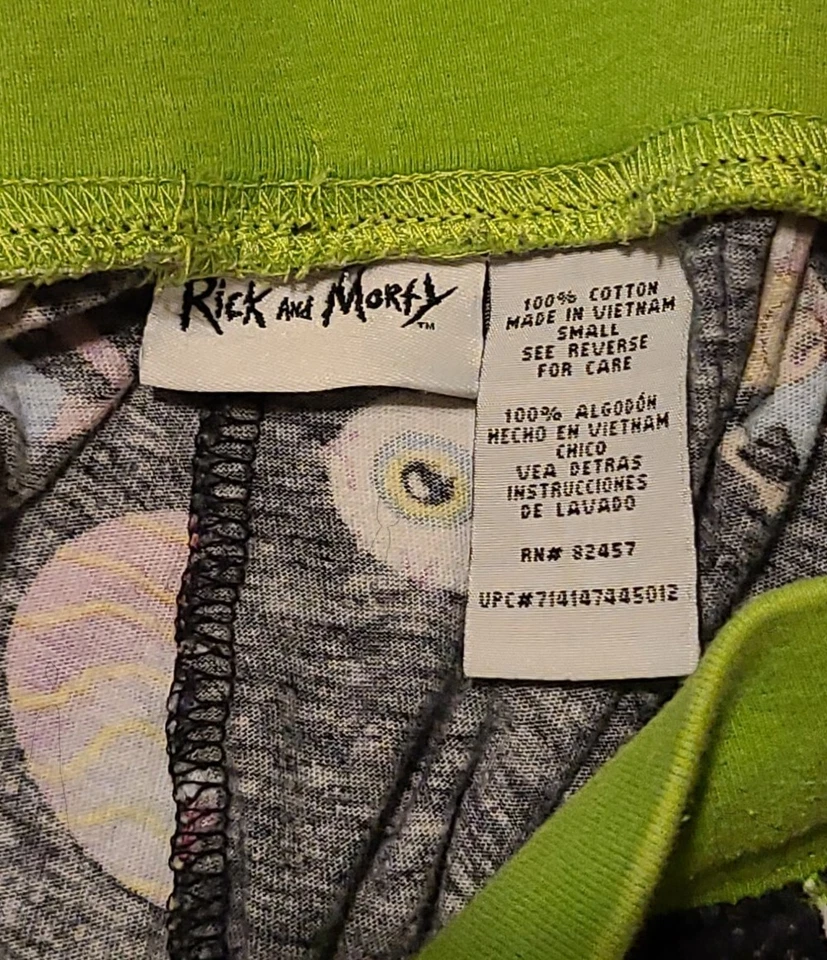 Rick And Morty™
100% COTTON
MADE IN VIETNAM
SMALL
SEE REVERSE
FOR CARE
100% ALGODÓN
HECHO EN VIETNAM
CHICO
VEA DETRAS
INSTRUCCIONES
DE LAVADO
RN# 82457
UPC#714147445012